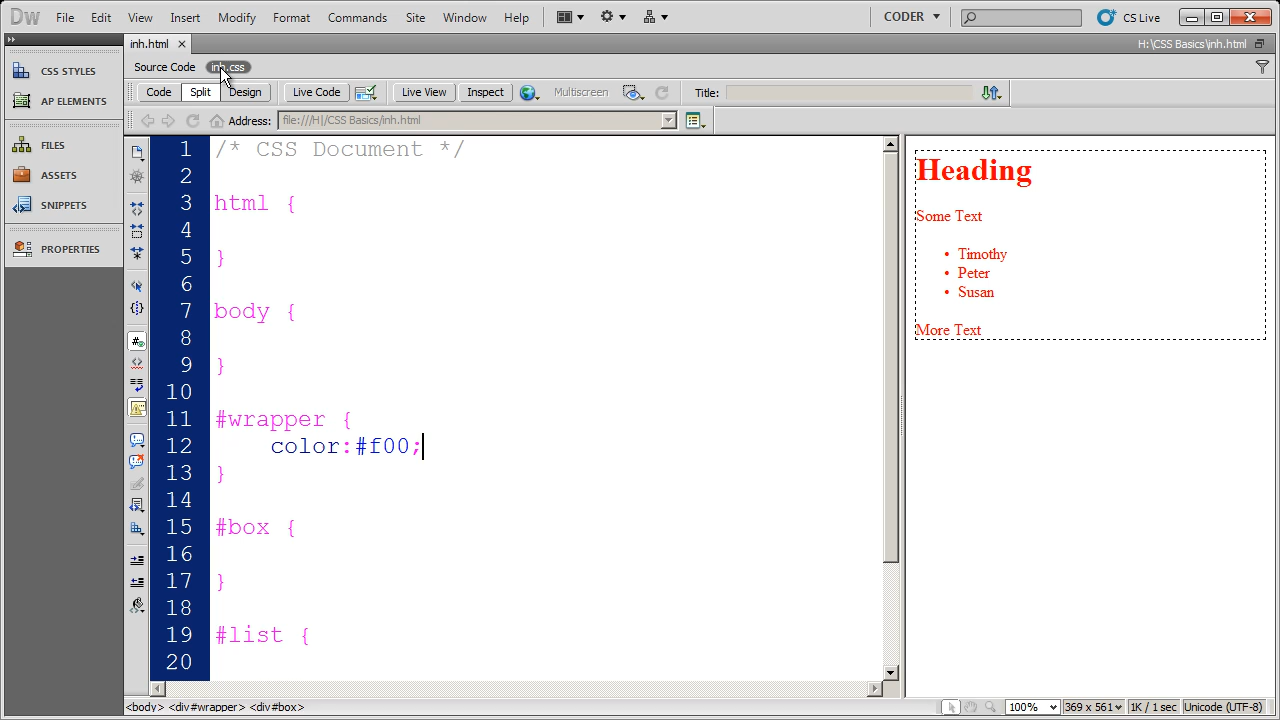 Dw File Edit View Insert Modify Format Commands Site Window Help CODER CS Live
inh.html H:\CSS Basics\inh.html
Source Code inh.css
Code Split Design Live Code Live View Inspect Multiscreen Title:
Address: file:///H|/CSS Basics/inh.html
CSS STYLES
AP ELEMENTS
FILES
ASSETS
SNIPPETS
PROPERTIES
1 /* CSS Document */
2
3 html {
4
5 }
6
7 body {
8
9 }
10
11 #wrapper {
12 color:#f00;
13 }
14
15 #box {
16
17 }
18
19 #list {
20
Heading
Some Text
• Timothy
• Peter
• Susan
More Text
<body> <div#wrapper> <div#box> 100% 369 x 561 1K / 1 sec Unicode (UTF-8)